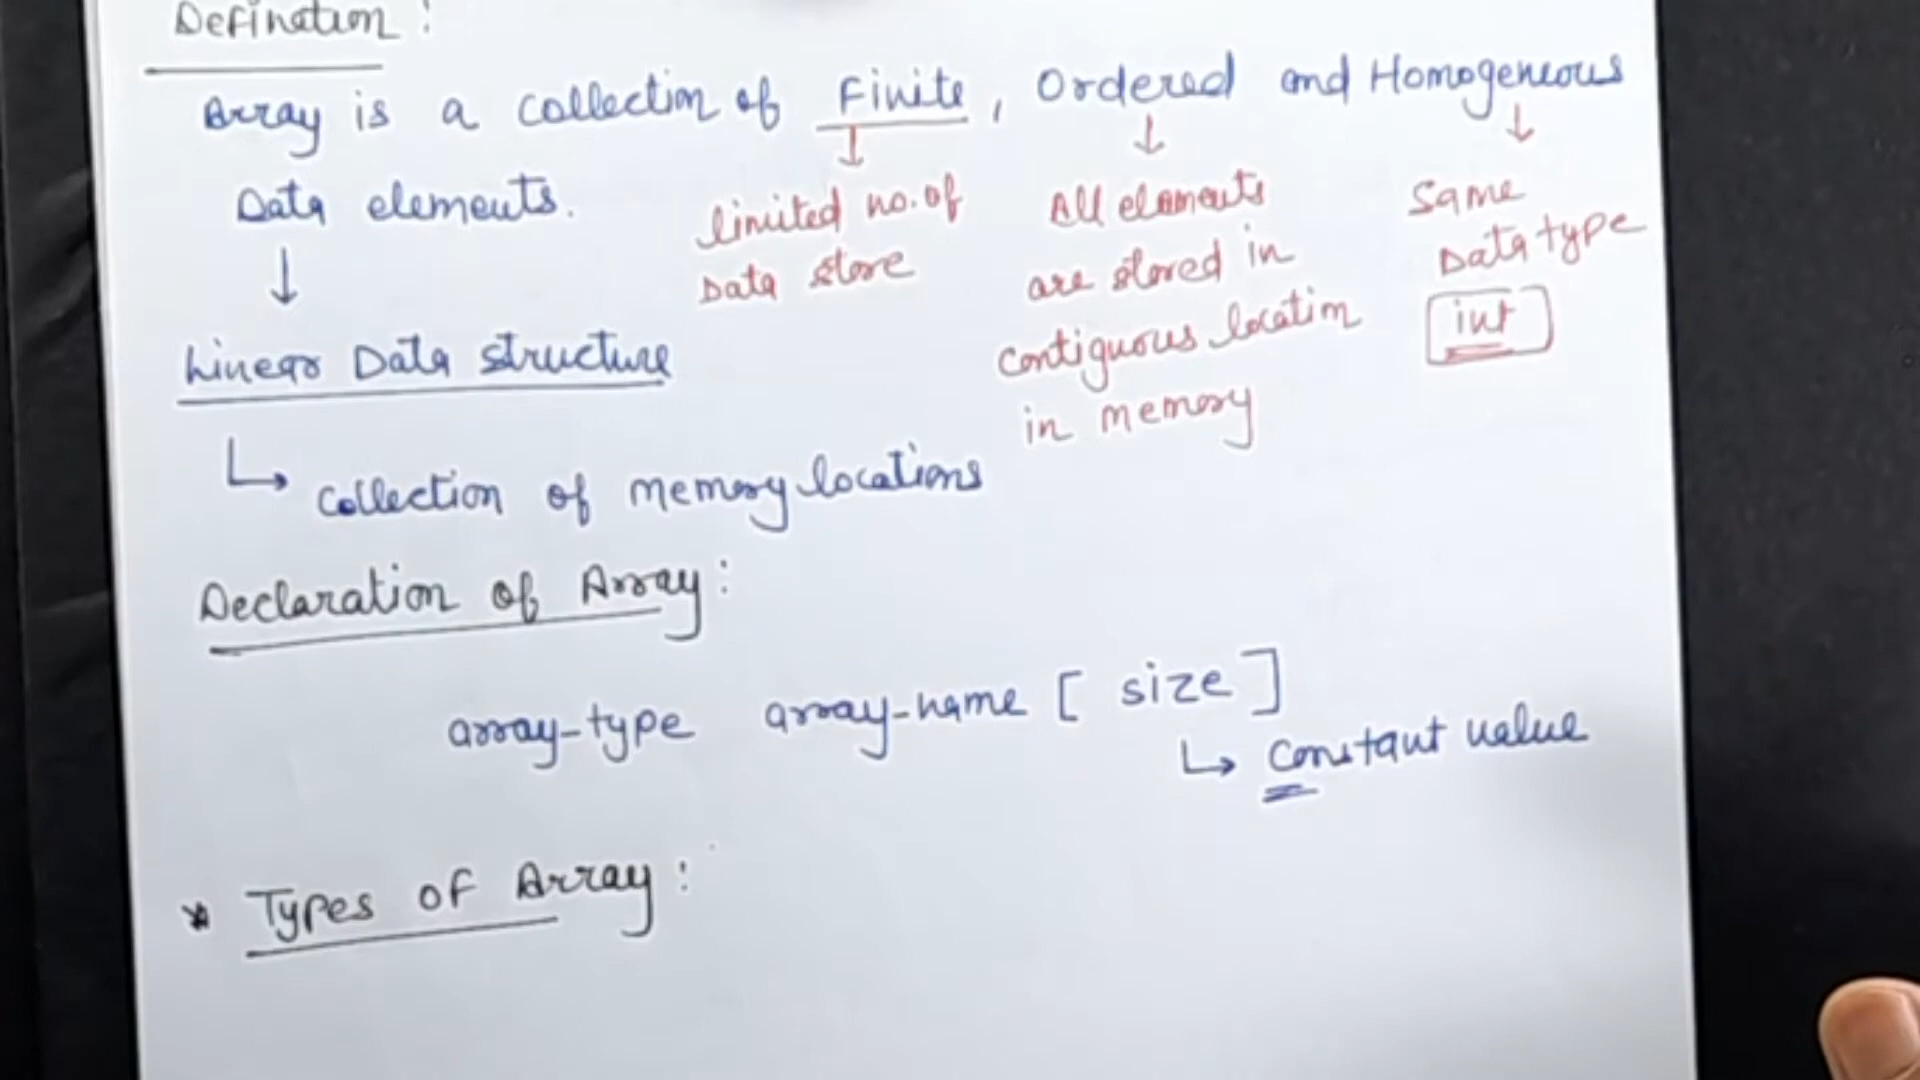 Defination :
Array is a collection of Finite, Ordered and Homogeneous
Data elements.
↓
limited no. of
Data store
↓
All elements
are stored in
contiguous location
in memory
↓
Same
Data type
int
↓
Linear Data structure
↳ collection of memory locations
Declaration of Array :
array-type array-name [ size ]
↳ constant value
* Types of Array :